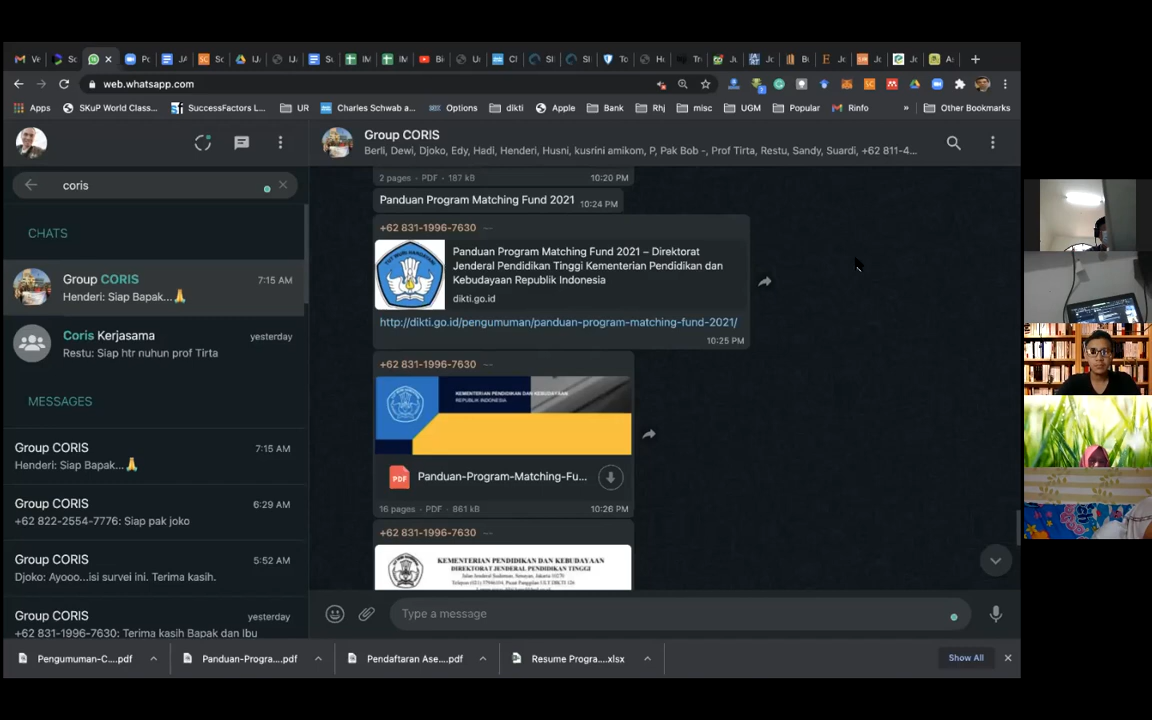 web.whatsapp.com
Apps
SKup World Class...
SuccessFactors L...
UR
Charles Schwab a...
Options
dikti
Apple
Bank
Rhj
misc
UGM
Popular
Rinfo
»
Other Bookmarks
coris
CHATS
Group CORIS
7:15 AM
Henderi: Siap Bapak...🙏
Coris Kerjasama
yesterday
Restu: Siap htr nuhun prof Tirta
MESSAGES
Group CORIS
7:15 AM
Henderi: Siap Bapak...🙏
Group CORIS
6:29 AM
+62 822-2554-7776: Siap pak joko
Group CORIS
5:52 AM
Djoko: Ayooo...isi survei ini. Terima kasih.
Group CORIS
yesterday
+62 831-1996-7630: Terima kasih Bapak dan Ibu
Group CORIS
Berli, Dewi, Djoko, Edy, Hadi, Henderi, Husni, kusrini amikom, P, Pak Bob -, Prof Tirta, Restu, Sandy, Suardi, +62 811-4...
2 pages · PDF · 187 kB
10:20 PM
Panduan Program Matching Fund 2021
10:24 PM
+62 831-1996-7630
Panduan Program Matching Fund 2021 – Direktorat
Jenderal Pendidikan Tinggi Kementerian Pendidikan dan
Kebudayaan Republik Indonesia
dikti.go.id
http://dikti.go.id/pengumuman/panduan-program-matching-fund-2021/
10:25 PM
+62 831-1996-7630
KEMENTERIAN PENDIDIKAN DAN KEBUDAYAAN
REPUBLIK INDONESIA
PDF
Panduan-Program-Matching-Fu...
16 pages · PDF · 861 kB
10:26 PM
+62 831-1996-7630
KEMENTERIAN PENDIDIKAN DAN KEBUDAYAAN
DIREKTORAT JENDERAL PENDIDIKAN TINGGI
Type a message
Pengumuman-C....pdf
Panduan-Progra....pdf
Pendaftaran Ase....pdf
Resume Progra....xlsx
Show All